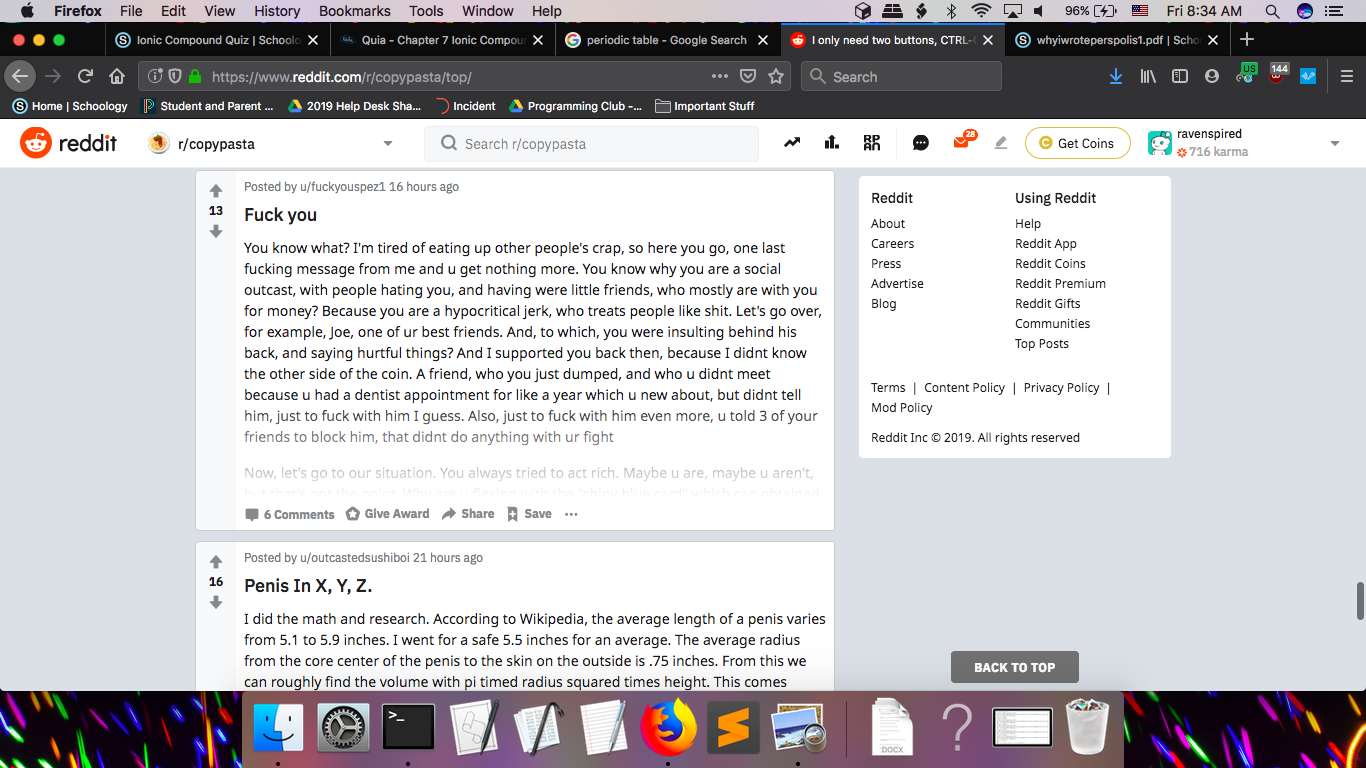 Firefox File Edit View History Bookmarks Tools Window Help 96% Fri 8:34 AM
Ionic Compound Quiz | Schoolo
Quia - Chapter 7 Ionic Compoun
periodic table - Google Search
I only need two buttons, CTRL-C
whyiwroteperspolis1.pdf | Scho
https://www.reddit.com/r/copypasta/top/
Search
US
144
Home | Schoology
Student and Parent ...
2019 Help Desk Sha...
Incident
Programming Club -...
Important Stuff
reddit
r/copypasta
Search r/copypasta
28
Get Coins
ravenspired
716 karma
Posted by u/fuckyouspez1 16 hours ago
13
Fuck you
You know what? I'm tired of eating up other people's crap, so here you go, one last
fucking message from me and u get nothing more. You know why you are a social
outcast, with people hating you, and having were little friends, who mostly are with you
for money? Because you are a hypocritical jerk, who treats people like shit. Let's go over,
for example, Joe, one of ur best friends. And, to which, you were insulting behind his
back, and saying hurtful things? And I supported you back then, because I didnt know
the other side of the coin. A friend, who you just dumped, and who u didnt meet
because u had a dentist appointment for like a year which u new about, but didnt tell
him, just to fuck with him I guess. Also, just to fuck with him even more, u told 3 of your
friends to block him, that didnt do anything with ur fight
Now, let's go to our situation. You always tried to act rich. Maybe u are, maybe u aren't,
but that's not the point. Why are u flexing with the "shiny blue card" which can obtained
6 Comments Give Award Share Save
Posted by u/outcastedsushiboi 21 hours ago
16
Penis In X, Y, Z.
I did the math and research. According to Wikipedia, the average length of a penis varies
from 5.1 to 5.9 inches. I went for a safe 5.5 inches for an average. The average radius
from the core center of the penis to the skin on the outside is .75 inches. From this we
can roughly find the volume with pi timed radius squared times height. This comes
Reddit
About
Careers
Press
Advertise
Blog
Using Reddit
Help
Reddit App
Reddit Coins
Reddit Premium
Reddit Gifts
Communities
Top Posts
Terms | Content Policy | Privacy Policy |
Mod Policy
Reddit Inc © 2019. All rights reserved
BACK TO TOP
>_
DOCX
?